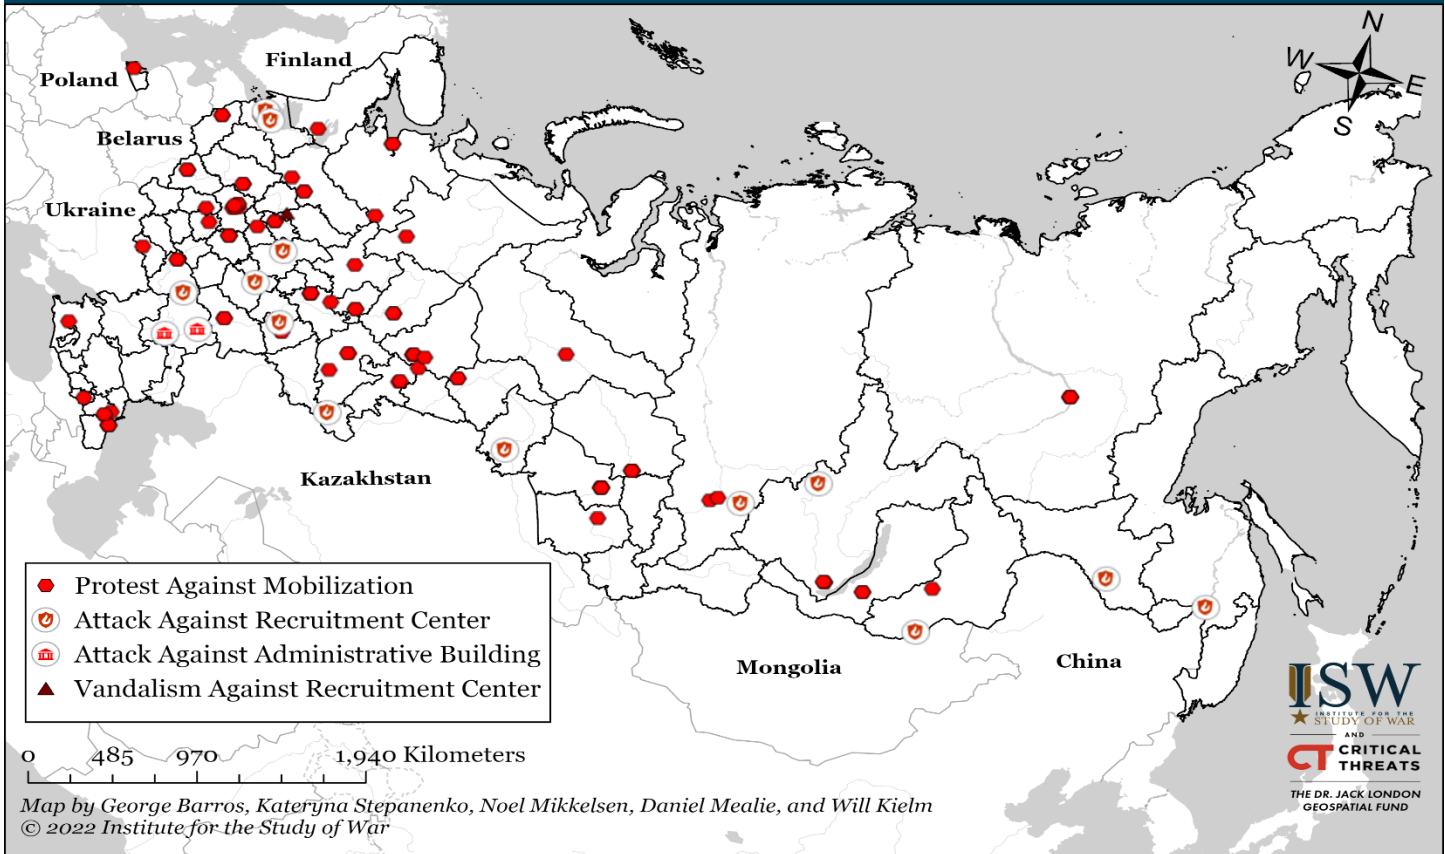 N
W
E
S
Finland
Poland
Belarus
Ukraine
Kazakhstan
Mongolia
China
Protest Against Mobilization
Attack Against Recruitment Center
Attack Against Administrative Building
Vandalism Against Recruitment Center
0 485 970 1,940 Kilometers
Map by George Barros, Kateryna Stepanenko, Noel Mikkelsen, Daniel Mealie, and Will Kielm
© 2022 Institute for the Study of War
ISW
INSTITUTE FOR THE
STUDY OF WAR
AND
CT CRITICAL
THREATS
THE DR. JACK LONDON
GEOSPATIAL FUND